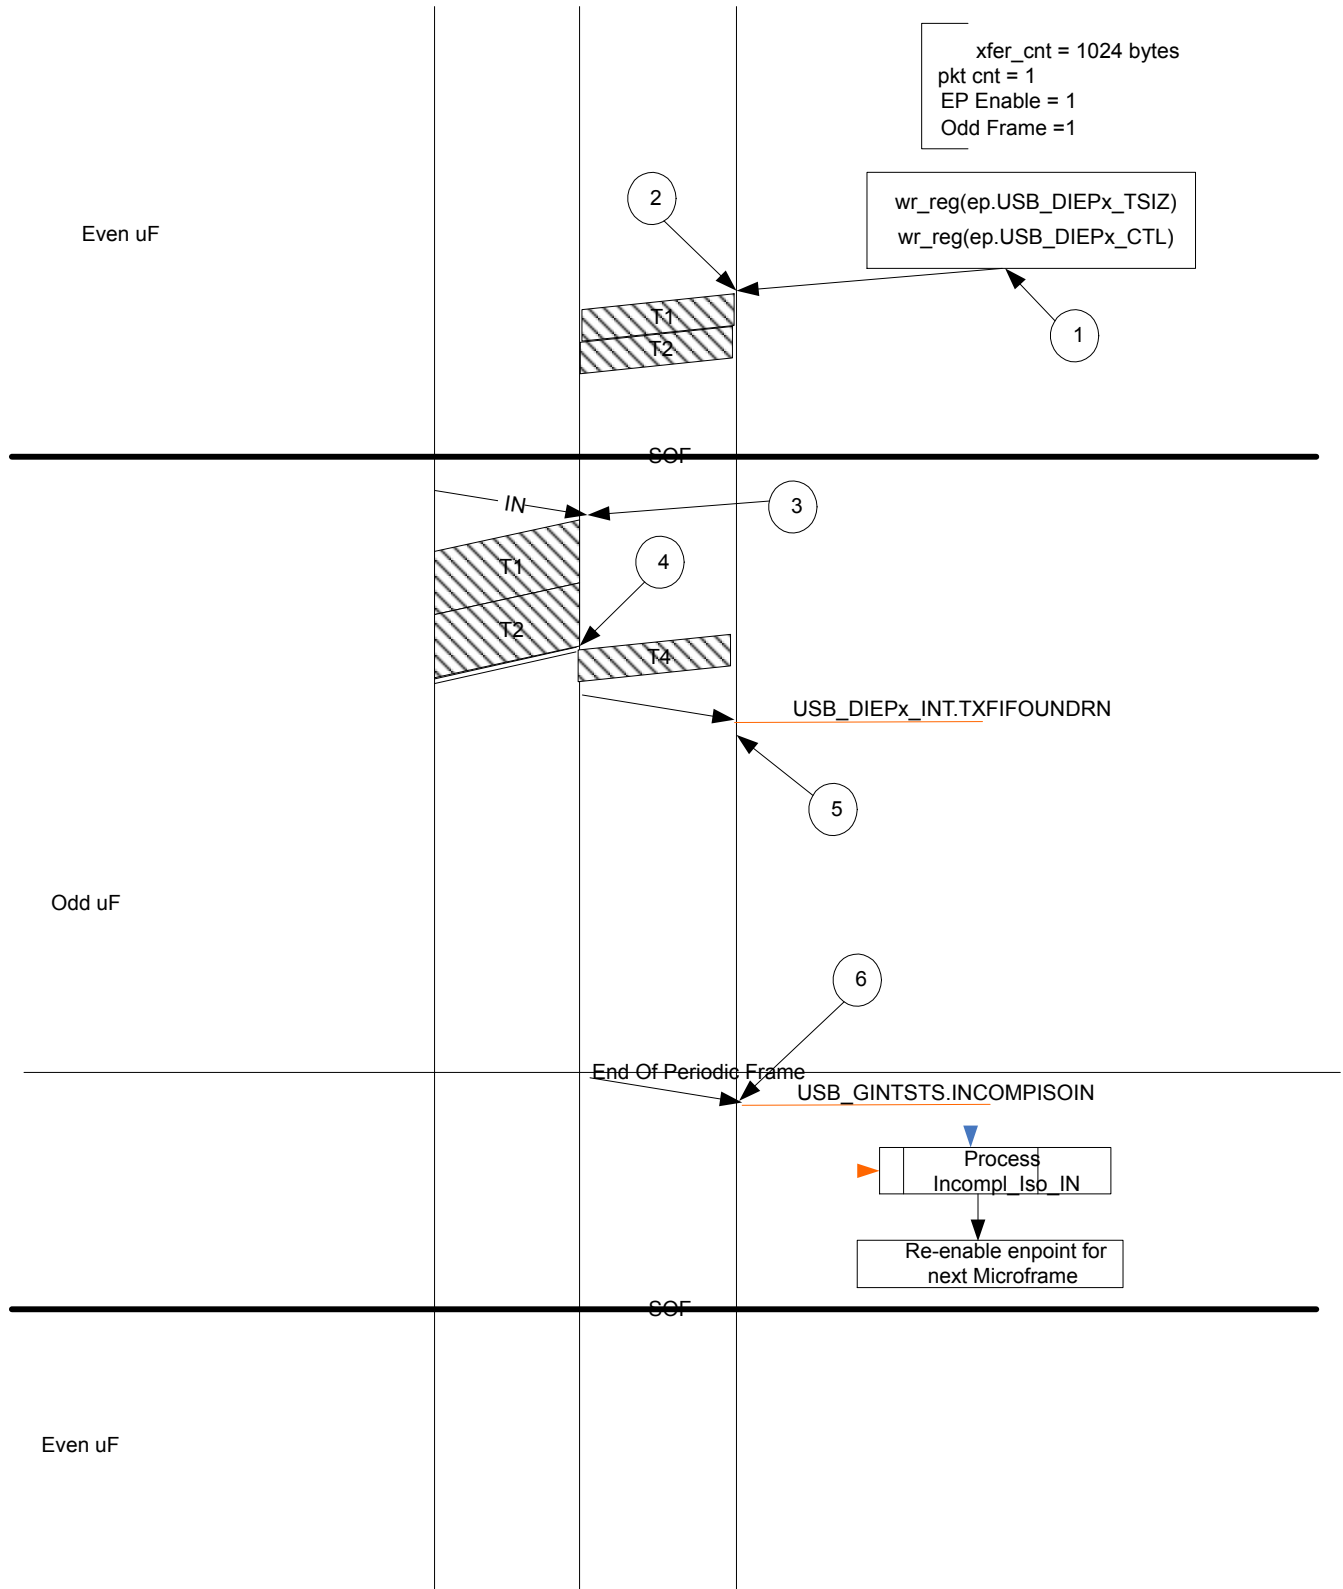 xfer_cnt = 1024 bytes
pkt cnt = 1
EP Enable = 1
Odd Frame =1
2
wr_reg(ep.USB_DIEPx_TSIZ)
wr_reg(ep.USB_DIEPx_CTL)
Even uF
T1
T2
1
SOF
IN
3
T1
4
T2
T4
USB_DIEPx_INT.TXFIFOUNDRN
5
Odd uF
6
End Of Periodic Frame
USB_GINTSTS.INCOMPISOIN
Process
Incompl_Iso_IN
Re-enable enpoint for
next Microframe
SOF
Even uF